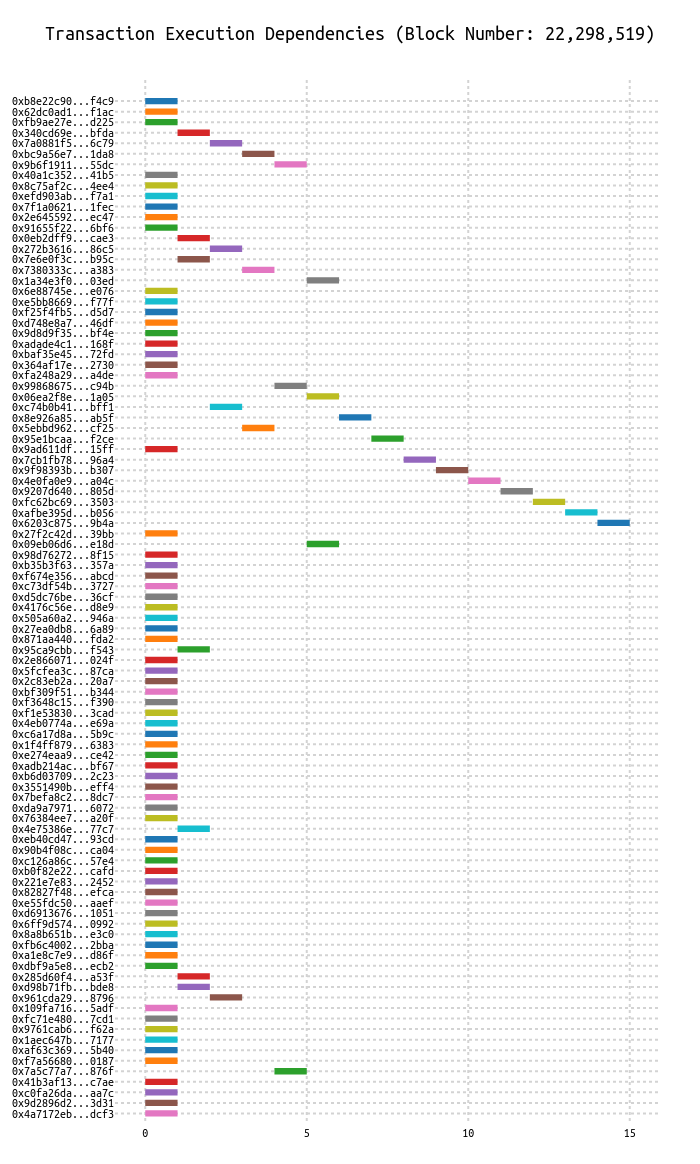 Transaction Execution Dependencies (Block Number: 22,298,519)
0xb8e22c90...f4c9
0x62dc0ad1...f1ac
0xfb9ae27e...d225
0x340cd69e...bfda
0x7a0881f5...6c79
0xbc9a56e7...1da8
0x9b6f1911...55dc
0x40a1c352...41b5
0x8c75af2c...4ee4
0xefd903ab...f7a1
0x7f1a0621...1fec
0x2e645592...ec47
0x91655f22...6bf6
0x0eb2dff9...cae3
0x272b3616...86c5
0x7e6e0f3c...b95c
0x7380333c...a383
0x1a34e3f0...03ed
0x6e88745e...e076
0xe5bb8669...f77f
0xf25f4fb5...d5d7
0xd748e8a7...46df
0x9d8d9f35...bf4e
0xadade4c1...168f
0xbaf35e45...72fd
0x364af17e...2730
0xfa248a29...a4de
0x99868675...c94b
0x06ea2f8e...1a05
0xc74b0b41...bff1
0x8e926a85...ab5f
0x5ebbd962...cf25
0x95e1bcaa...f2ce
0x9ad611df...15ff
0x7cb1fb78...96a4
0x9f98393b...b307
0x4e0fa0e9...a04c
0x9207d640...805d
0xfc62bc69...3503
0xafbe395d...b056
0x6203c875...9b4a
0x27f2c42d...39bb
0x09eb06d6...e18d
0x98d76272...8f15
0xb35b3f63...357a
0xf674e356...abcd
0xc73df54b...3727
0xd5dc76be...36cf
0x4176c56e...d8e9
0x505a60a2...946a
0x27ea0db8...6a89
0x871aa440...fda2
0x95ca9cbb...f543
0x2e866071...024f
0x5fcfea3c...87ca
0x2c83eb2a...20a7
0xbf309f51...b344
0xf3648c15...f390
0xf1e53830...3cad
0x4eb0774a...e69a
0xc6a17d8a...5b9c
0x1f4ff879...6383
0xe274eaa9...ce42
0xadb214ac...bf67
0xb6d03709...2c23
0x3551490b...eff4
0x7befa8c2...8dc7
0xda9a7971...6072
0x76384ee7...a20f
0x4e75386e...77c7
0xeb40cd47...93cd
0x90b4f08c...ca04
0xc126a86c...57e4
0xb0f82e22...cafd
0x221e7e83...2452
0x82827f48...efca
0xe55fdc50...aaef
0xd6913676...1051
0x6ff9d574...0992
0x8a8b651b...e3c0
0xfb6c4002...2bba
0xa1e8c7e9...d86f
0xdbf9a5e8...ecb2
0x285d60f4...a53f
0xd98b71fb...bde8
0x961cda29...8796
0x109fa716...5adf
0xfc71e480...7cd1
0x9761cab6...f62a
0x1aec647b...7177
0xaf63c369...5b40
0xf7a56680...0187
0x7a5c77a7...876f
0x41b3af13...c7ae
0xc0fa26da...aa7c
0x9d2896d2...3d31
0x4a7172eb...dcf3
0 5 10 15